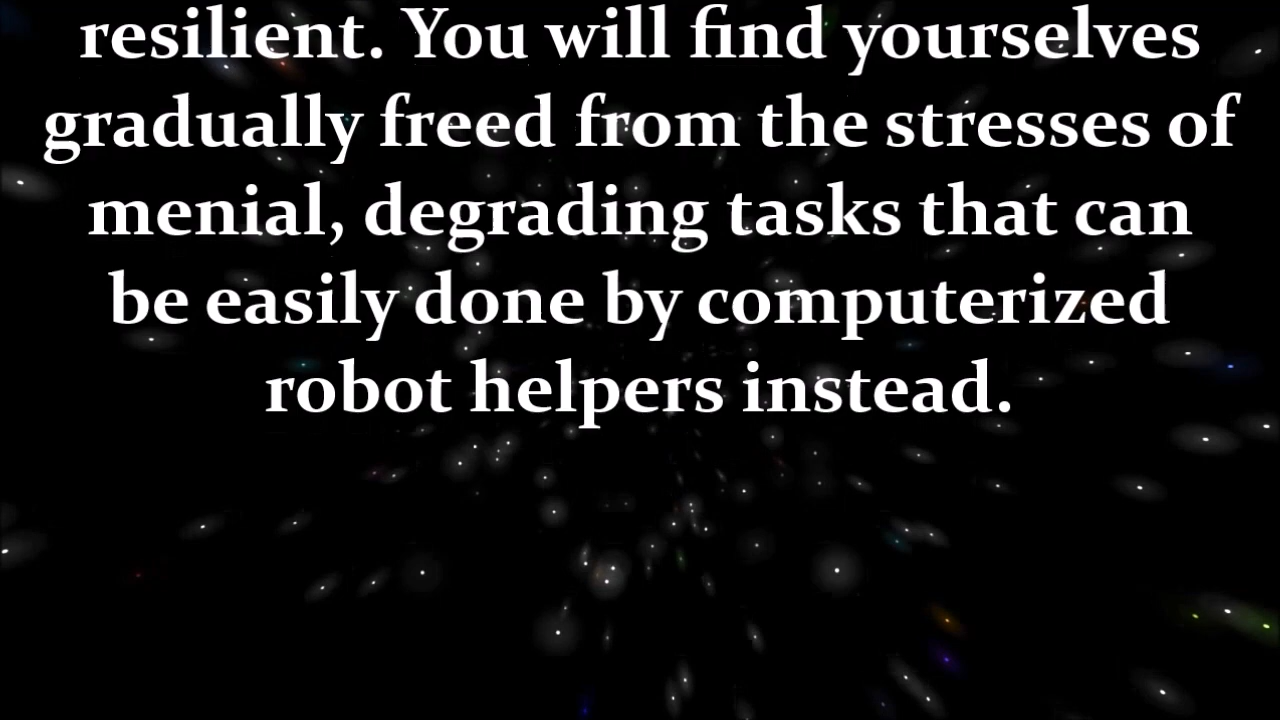 resilient. You will find yourselves
gradually freed from the stresses of
menial, degrading tasks that can
be easily done by computerized
robot helpers instead.